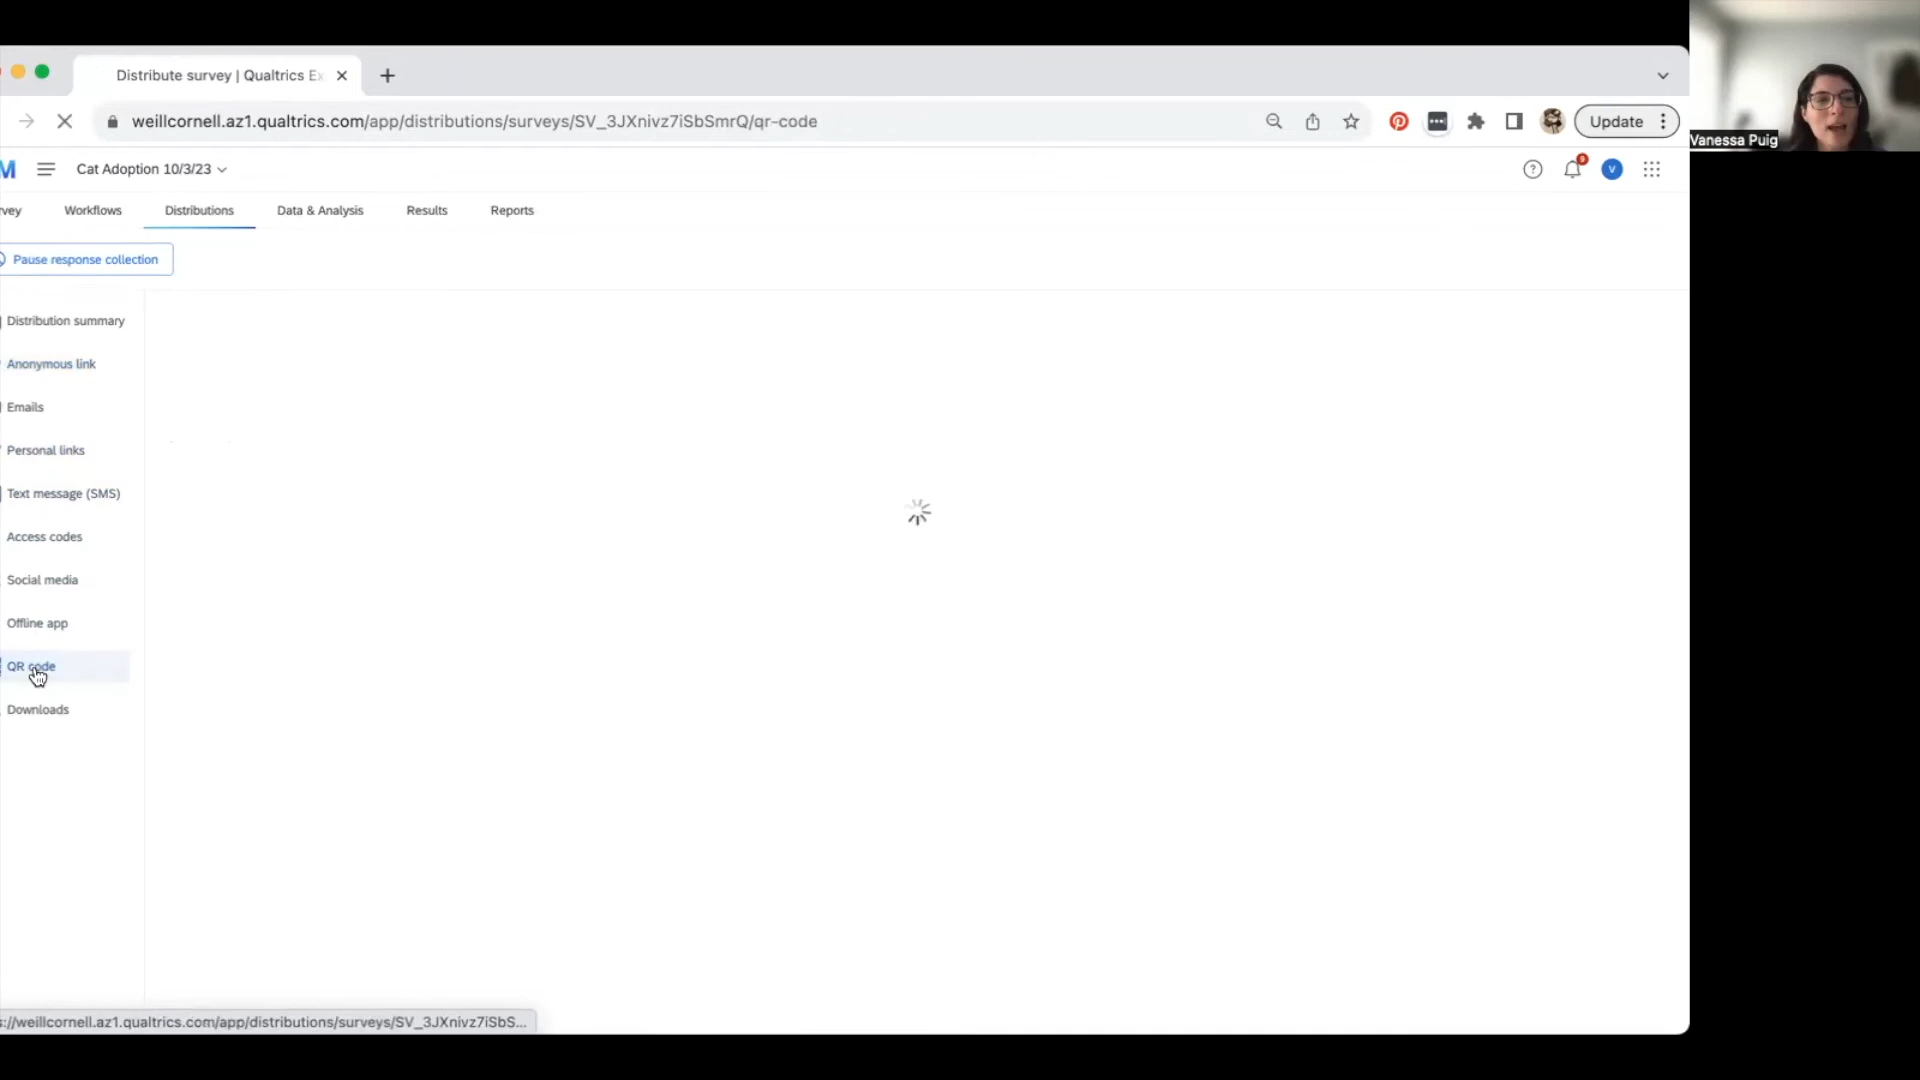 Distribute survey | Qualtrics Ex
weillcornell.az1.qualtrics.com/app/distributions/surveys/SV_3JXnivz7iSbSmrQ/qr-code
Update
Vanessa Puig
M
Cat Adoption 10/3/23
9
V
vey
Workflows
Distributions
Data & Analysis
Results
Reports
Pause response collection
Distribution summary
Anonymous link
Emails
Personal links
Text message (SMS)
Access codes
Social media
Offline app
QR code
Downloads
s://weillcornell.az1.qualtrics.com/app/distributions/surveys/SV_3JXnivz7iSbS...